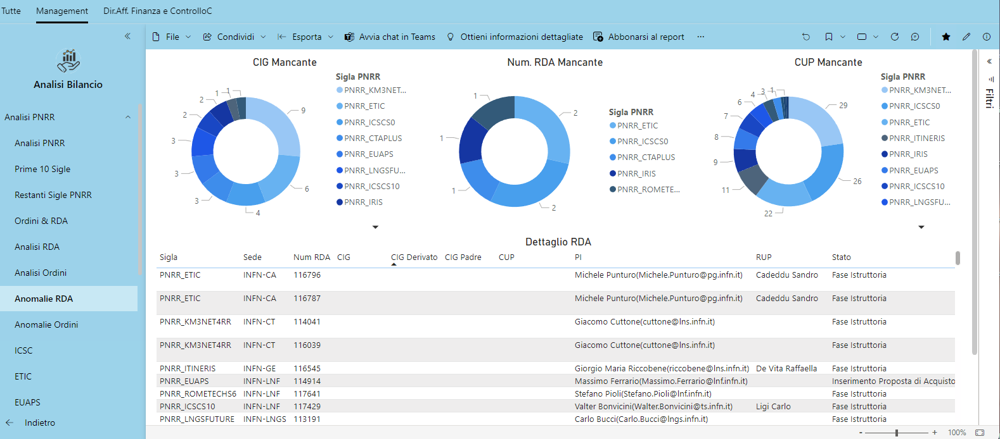 Tutte Management Dir.Aff. Finanza e ControlloC
File Condividi Esporta Avvia chat in Teams Ottieni informazioni dettagliate Abbonarsi al report ...
Analisi Bilancio
Analisi PNRR
Analisi PNRR
Prime 10 Sigle
Restanti Sigle PNRR
Ordini & RDA
Analisi RDA
Analisi Ordini
Anomalie RDA
Anomalie Ordini
ICSC
ETIC
EUAPS
Indietro
CIG Mancante
9
6
4
3
3
3
2
2
1
1
Sigla PNRR
PNRR_KM3NET...
PNRR_ETIC
PNRR_ICSCS0
PNRR_CTAPLUS
PNRR_EUAPS
PNRR_LNGSFU...
PNRR_ICSCS10
PNRR_IRIS
Num. RDA Mancante
2
2
1
1
1
Sigla PNRR
PNRR_ETIC
PNRR_ICSCS0
PNRR_CTAPLUS
PNRR_IRIS
PNRR_ROMETE...
CUP Mancante
29
26
22
11
9
8
7
6
4
3
1
Sigla PNRR
PNRR_KM3NET...
PNRR_ICSCS0
PNRR_ETIC
PNRR_ITINERIS
PNRR_IRIS
PNRR_EUAPS
PNRR_ICSCS10
PNRR_LNGSFU...
Filtri
Dettaglio RDA
Sigla Sede Num RDA CIG CIG Derivato CIG Padre CUP PI RUP Stato
PNRR_ETIC INFN-CA 116796 Michele Punturo(Michele.Punturo@pg.infn.it) Cadeddu Sandro Fase Istruttoria
PNRR_ETIC INFN-CA 116787 Michele Punturo(Michele.Punturo@pg.infn.it) Cadeddu Sandro Fase Istruttoria
PNRR_KM3NET4RR INFN-CT 114041 Giacomo Cuttone(cuttone@lns.infn.it) Fase Istruttoria
PNRR_KM3NET4RR INFN-CT 116039 Giacomo Cuttone(cuttone@lns.infn.it) Fase Istruttoria
PNRR_ITINERIS INFN-GE 116545 Giorgio Maria Riccobene(riccobene@lns.infn.it) De Vita Raffaella Fase Istruttoria
PNRR_EUAPS INFN-LNF 114914 Massimo Ferrario(Massimo.Ferrario@lnf.infn.it) Inserimento Proposta di Acquisto
PNRR_ROMETECHS6 INFN-LNF 117641 Stefano Pioli(Stefano.Pioli@lnf.infn.it) Fase Istruttoria
PNRR_ICSCS10 INFN-LNF 117429 Valter Bonvicini(Walter.Bonvicini@ts.infn.it) Ligi Carlo Fase Istruttoria
PNRR_LNGSFUTURE INFN-LNGS 113191 Carlo Bucci(Carlo.Bucci@lngs.infn.it) Fase Istruttoria
- + 100%